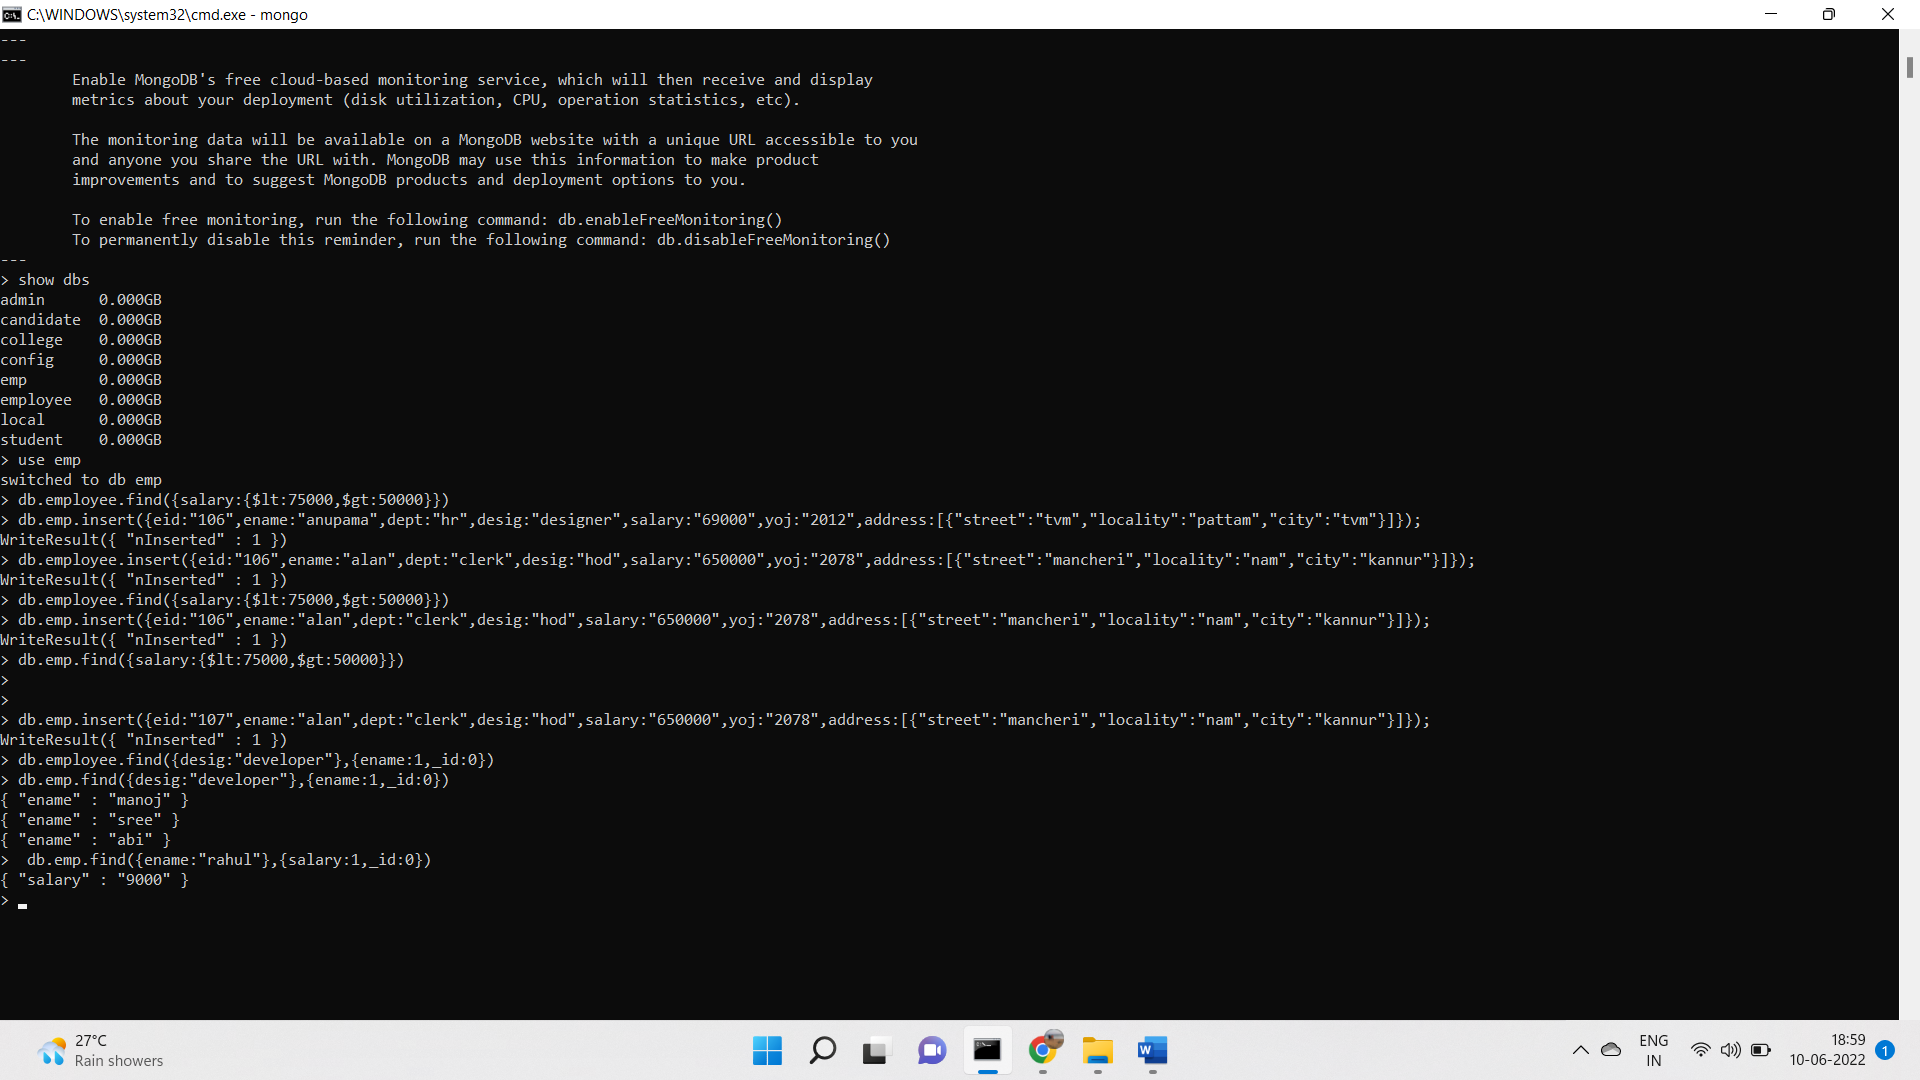 C:\WINDOWS\system32\cmd.exe - mongo
---
---
Enable MongoDB's free cloud-based monitoring service, which will then receive and display
metrics about your deployment (disk utilization, CPU, operation statistics, etc).
The monitoring data will be available on a MongoDB website with a unique URL accessible to you
and anyone you share the URL with. MongoDB may use this information to make product
improvements and to suggest MongoDB products and deployment options to you.
To enable free monitoring, run the following command: db.enableFreeMonitoring()
To permanently disable this reminder, run the following command: db.disableFreeMonitoring()
---
> show dbs
admin      0.000GB
candidate  0.000GB
college    0.000GB
config     0.000GB
emp        0.000GB
employee   0.000GB
local      0.000GB
student    0.000GB
> use emp
switched to db emp
> db.employee.find({salary:{$lt:75000,$gt:50000}})
> db.emp.insert({eid:"106",ename:"anupama",dept:"hr",desig:"designer",salary:"69000",yoj:"2012",address:[{"street":"tvm","locality":"pattam","city":"tvm"}]});
WriteResult({ "nInserted" : 1 })
> db.employee.insert({eid:"106",ename:"alan",dept:"clerk",desig:"hod",salary:"650000",yoj:"2078",address:[{"street":"mancheri","locality":"nam","city":"kannur"}]});
WriteResult({ "nInserted" : 1 })
> db.employee.find({salary:{$lt:75000,$gt:50000}})
> db.emp.insert({eid:"106",ename:"alan",dept:"clerk",desig:"hod",salary:"650000",yoj:"2078",address:[{"street":"mancheri","locality":"nam","city":"kannur"}]});
WriteResult({ "nInserted" : 1 })
> db.emp.find({salary:{$lt:75000,$gt:50000}})
>
>
> db.emp.insert({eid:"107",ename:"alan",dept:"clerk",desig:"hod",salary:"650000",yoj:"2078",address:[{"street":"mancheri","locality":"nam","city":"kannur"}]});
WriteResult({ "nInserted" : 1 })
> db.employee.find({desig:"developer"},{ename:1,_id:0})
> db.emp.find({desig:"developer"},{ename:1,_id:0})
{ "ename" : "manoj" }
{ "ename" : "sree" }
{ "ename" : "abi" }
>  db.emp.find({ename:"rahul"},{salary:1,_id:0})
{ "salary" : "9000" }
>
27°C
Rain showers
ENG
IN
18:59
10-06-2022
1